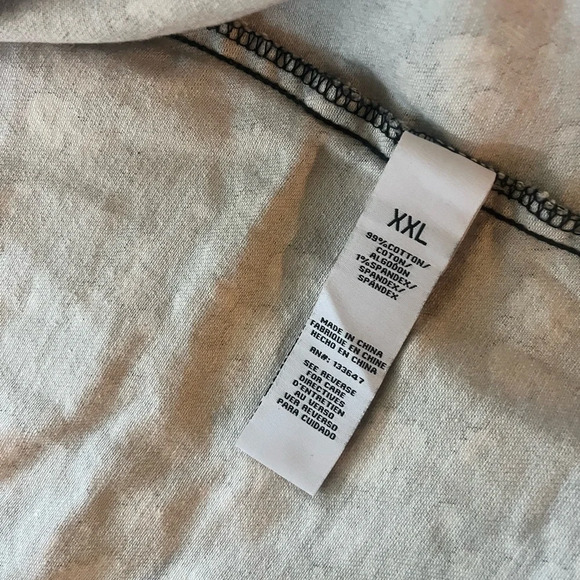 XXL
99%COTTON/
COTON/
ALGODON
1%SPANDEX/
SPANDEX/
SPANDEX
MADE IN CHINA
FABRIQUE EN CHINE
HECHO EN CHINA
RN#: 133647
SEE REVERSE
FOR CARE
DIRECTIVES
D'ENTRETIEN
AU VERSO
VER REVERSO
PARA CUIDADO